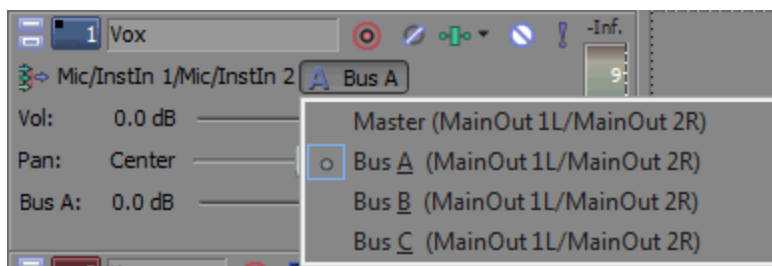 1 Vox -Inf.
Mic/InstIn 1/Mic/InstIn 2 A Bus A 9
Vol: 0.0 dB
Pan: Center
Bus A: 0.0 dB
Master (MainOut 1L/MainOut 2R)
Bus A (MainOut 1L/MainOut 2R)
Bus B (MainOut 1L/MainOut 2R)
Bus C (MainOut 1L/MainOut 2R)